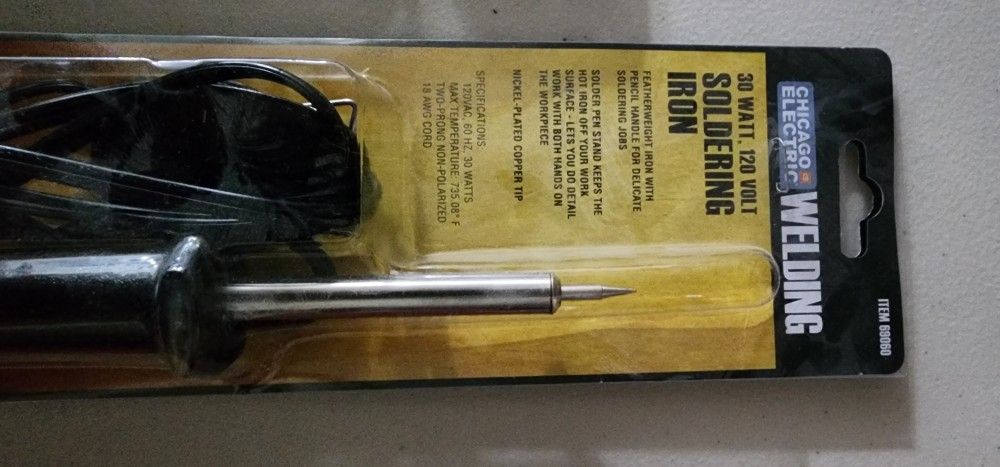 CHICAGO
ELECTRIC
WELDING
30 WATT, 120 VOLT
SOLDERING
IRON
FEATHERWEIGHT IRON WITH
PENCIL HANDLE FOR DELICATE
SOLDERING JOBS
SOLDER PEN STAND KEEPS THE
HOT IRON OFF YOUR WORK
SURFACE - LETS YOU DO DETAIL
WORK WITH BOTH HANDS ON
THE WORKPIECE
NICKEL-PLATED COPPER TIP
SPECIFICATIONS:
120VAC, 60 HZ, 30 WATTS
MAX TEMPERATURE: 735.08° F
TWO-PRONG NON-POLARIZED
18 AWG CORD
ITEM 69060